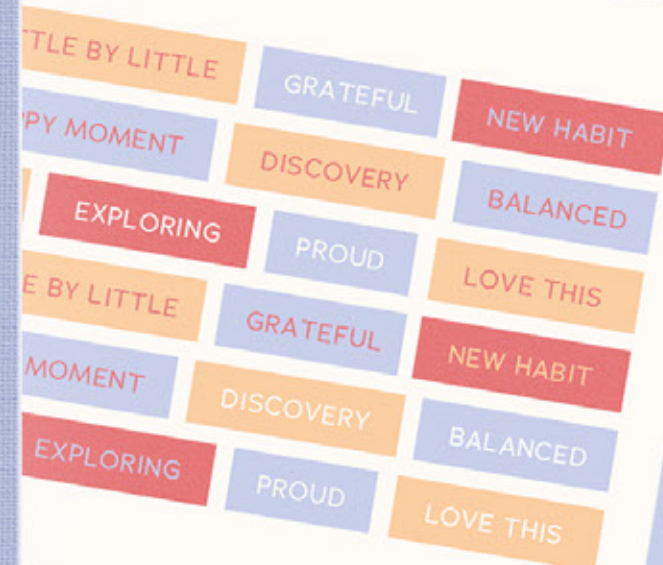 TLE BY LITTLE GRATEFUL NEW HABIT
PY MOMENT DISCOVERY BALANCED
EXPLORING PROUD LOVE THIS
E BY LITTLE GRATEFUL NEW HABIT
MOMENT DISCOVERY BALANCED
EXPLORING PROUD LOVE THIS